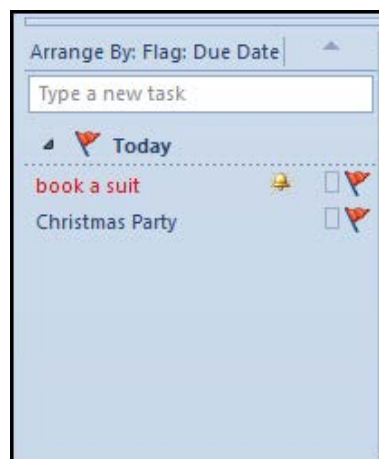 Arrange By: Flag: Due Date
Type a new task
Today
book a suit
Christmas Party